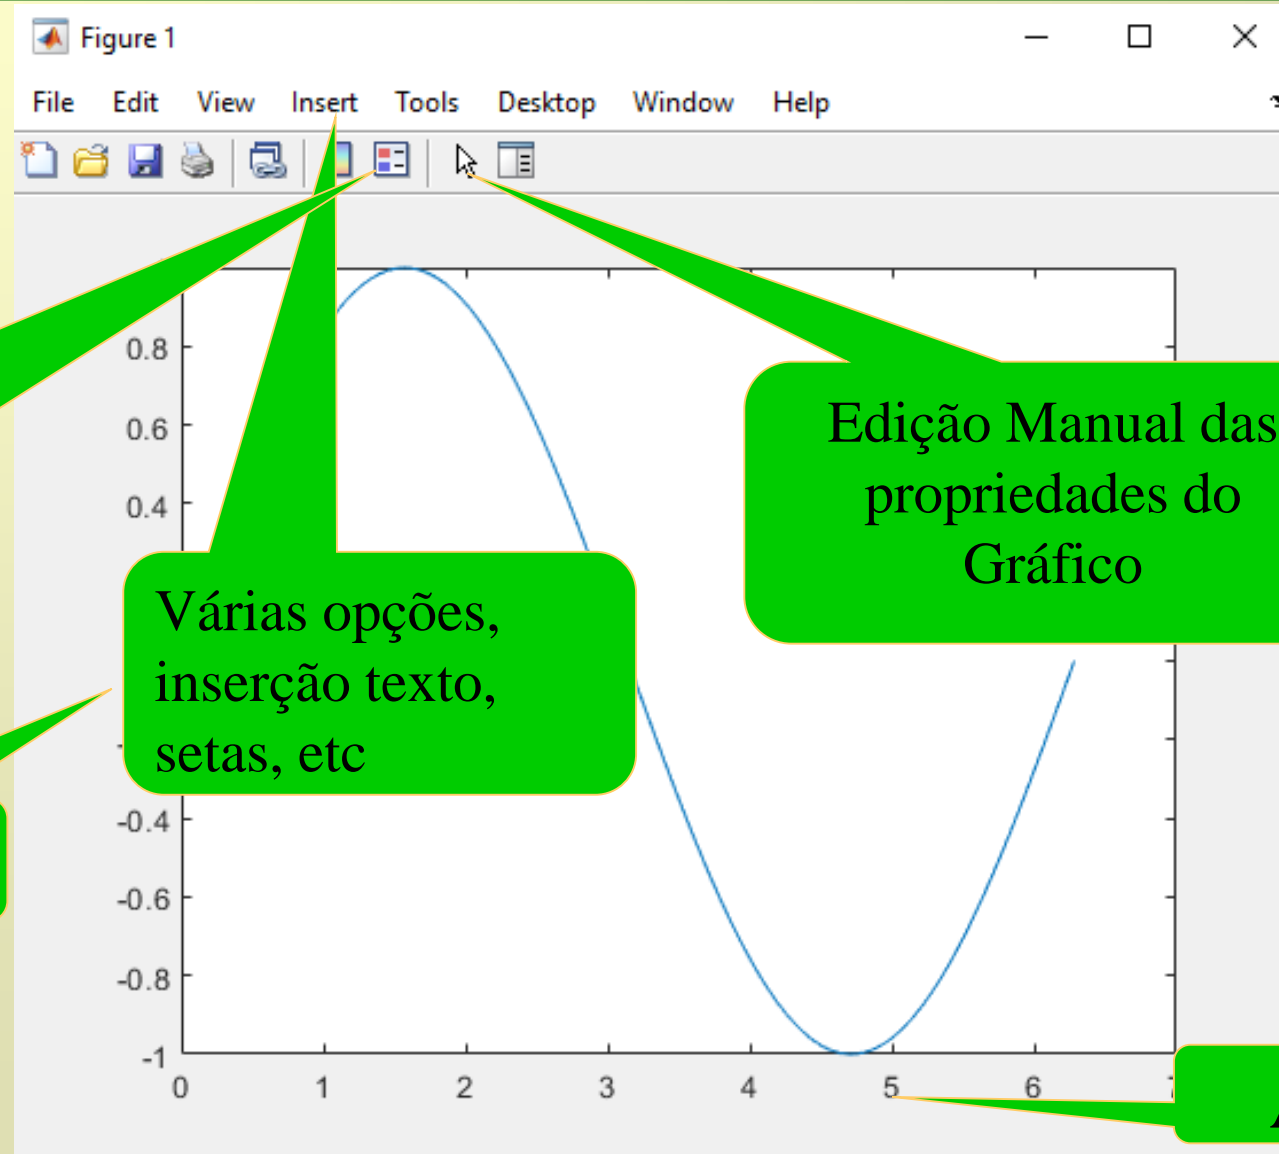 Figure 1
File Edit View Insert Tools Desktop Window Help
0.8
0.6
Edição Manual das
propriedades do
Gráfico
0.4
Várias opções,
inserção texto,
setas, etc
-0.4
-0.6
-0.8
-1
0 1 2 3 4 5 6